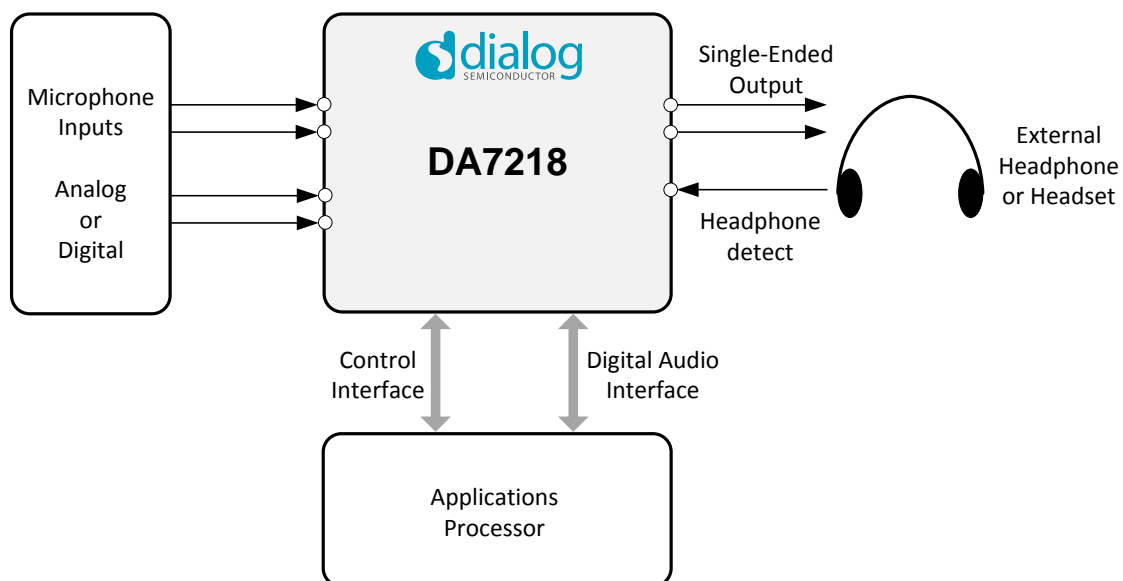 Microphone
Inputs
Analog
or
Digital
dialog
SEMICONDUCTOR
DA7218
Single-Ended
Output
Headphone
detect
External
Headphone
or Headset
Control
Interface
Digital Audio
Interface
Applications
Processor